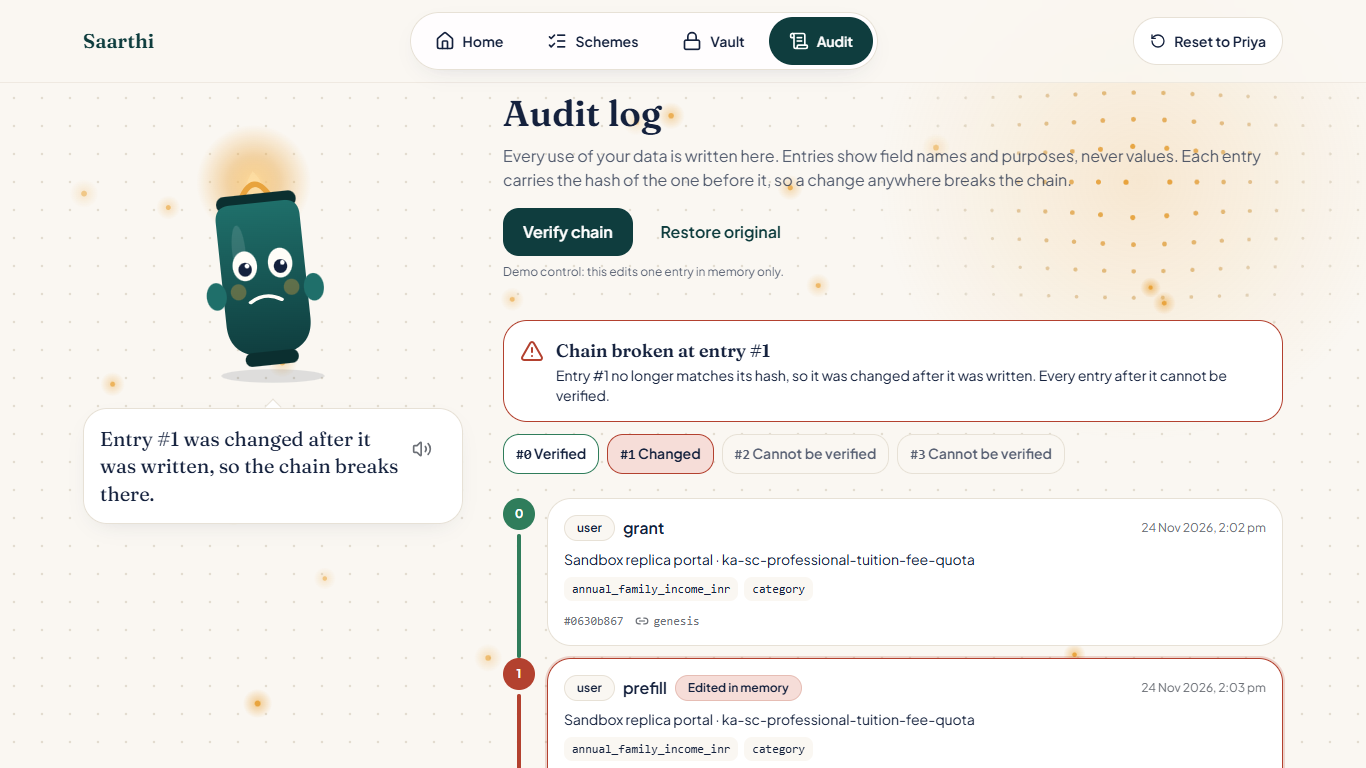 Saarthi
Home
Schemes
Vault
Audit
Reset to Priya
Audit log
Every use of your data is written here. Entries show field names and purposes, never values. Each entry
carries the hash of the one before it, so a change anywhere breaks the chain.
Verify chain
Restore original
Demo control: this edits one entry in memory only.
Chain broken at entry #1
Entry #1 no longer matches its hash, so it was changed after it was written. Every entry after it cannot be
verified.
Entry #1 was changed after it
was written, so the chain breaks
there.
#0 Verified
#1 Changed
#2 Cannot be verified
#3 Cannot be verified
0
user
grant
24 Nov 2026, 2:02 pm
Sandbox replica portal · ka-sc-professional-tuition-fee-quota
annual_family_income_inr
category
#0630b867
genesis
1
user
prefill
Edited in memory
24 Nov 2026, 2:03 pm
Sandbox replica portal · ka-sc-professional-tuition-fee-quota
annual_family_income_inr
category